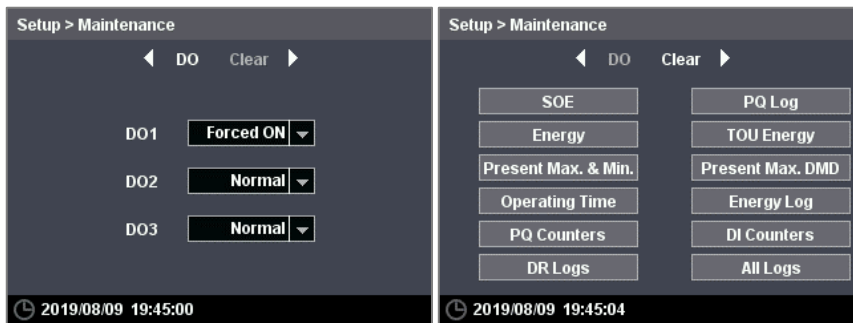 Setup > Maintenance
DO Clear
DO1 Forced ON
DO2 Normal
DO3 Normal
2019/08/09 19:45:00
Setup > Maintenance
DO Clear
SOE PQ Log
Energy TOU Energy
Present Max. & Min. Present Max. DMD
Operating Time Energy Log
PQ Counters DI Counters
DR Logs All Logs
2019/08/09 19:45:04